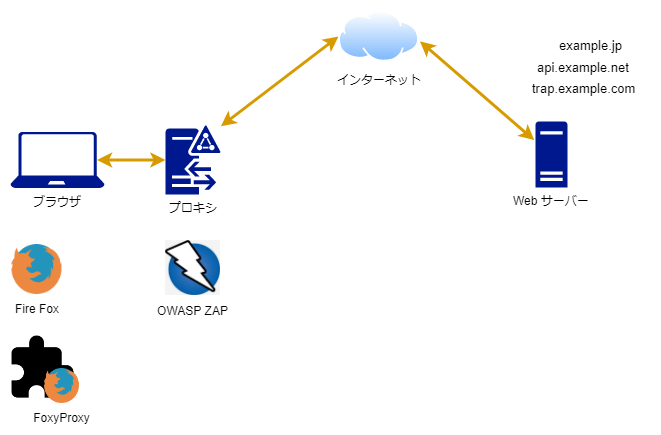 example.jp
api.example.net
trap.example.com
インターネット
ブラウザ
プロキシ
Web サーバー
Fire Fox
OWASP ZAP
FoxyProxy